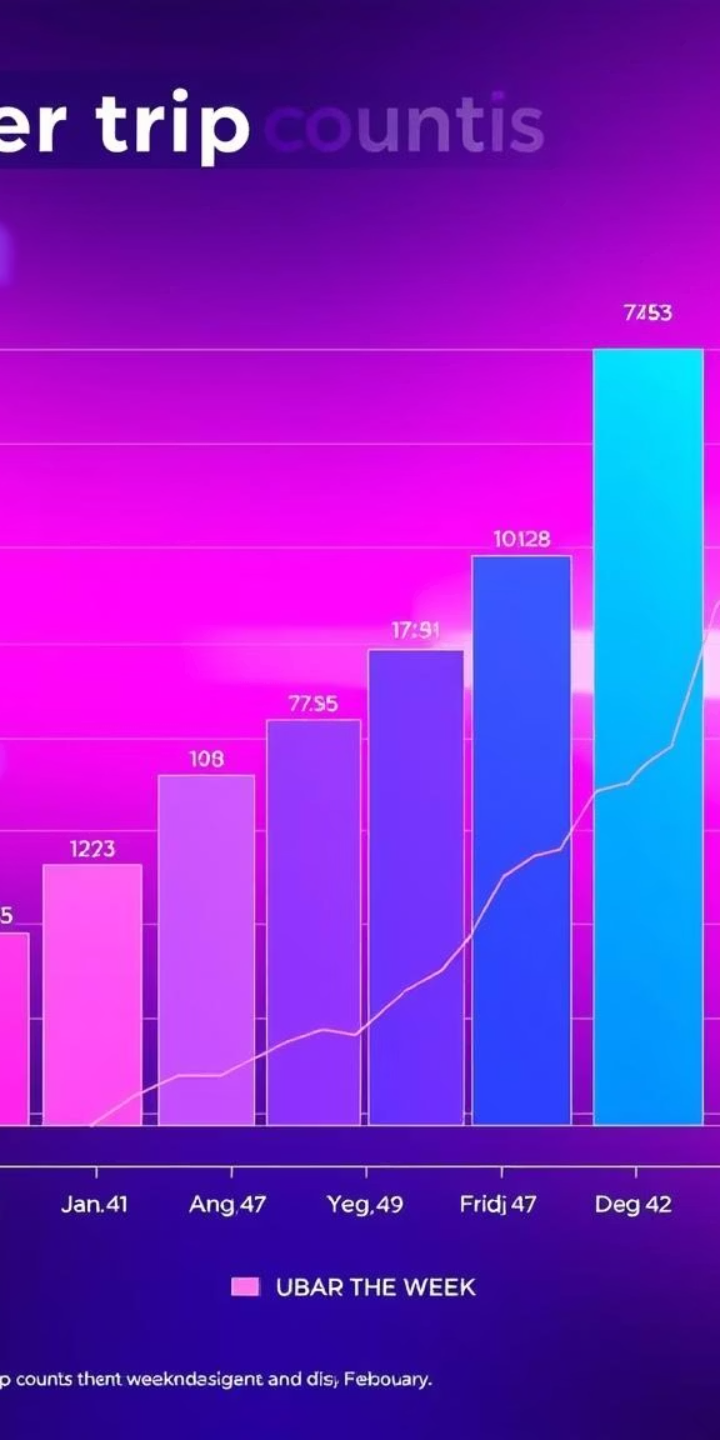 er trip countis
7453
10128
17:91
77.95
108
1223
5
Jan.41 Ang.47 Yeg,49 Fridj 47 Deg 42
UBAR THE WEEK
p counts thent weekndasigent and dis, Febouary.